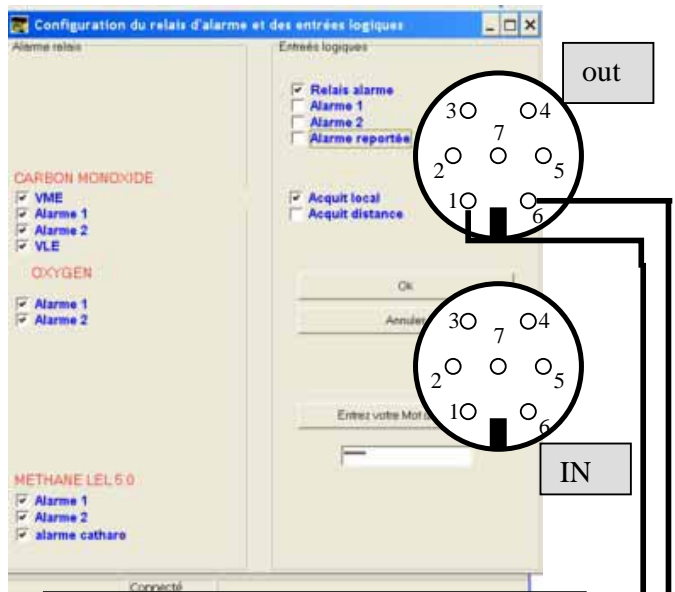 Configuration du relais d'alarme et des entrées logiques
Alarme relais
Entreés logiques
Relais alarme
Alarme 1
Alarme 2
Alarme reportée
CARBON MONOXIDE
VME
Alarme 1
Alarme 2
VLE
Acquit local
Acquit distance
OXYGEN
Alarme 1
Alarme 2
Ok
Annuler
Entrez votre Mot
METHANE LEL 5.0
Alarme 1
Alarme 2
alarme catharo
Connecté
out
3 4
7
2 5
1 6
3 4
7
2 5
1 6
IN